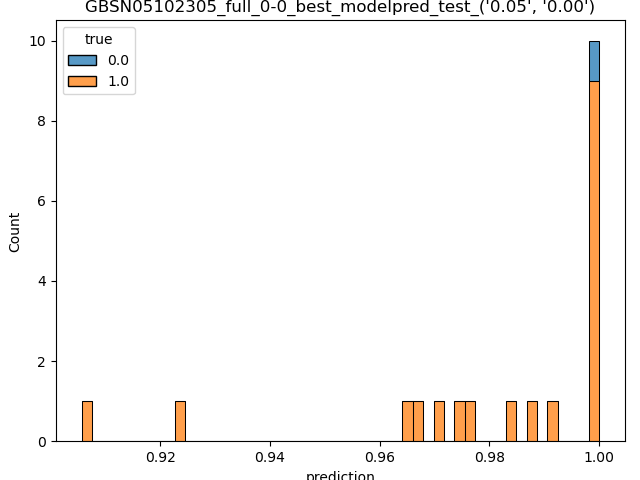 GBSN05102305_full_0-0_best_modelpred_test_('0.05', '0.00')
true
0.0
1.0
Count
10
8
6
4
2
0
0.92 0.94 0.96 0.98 1.00
prediction